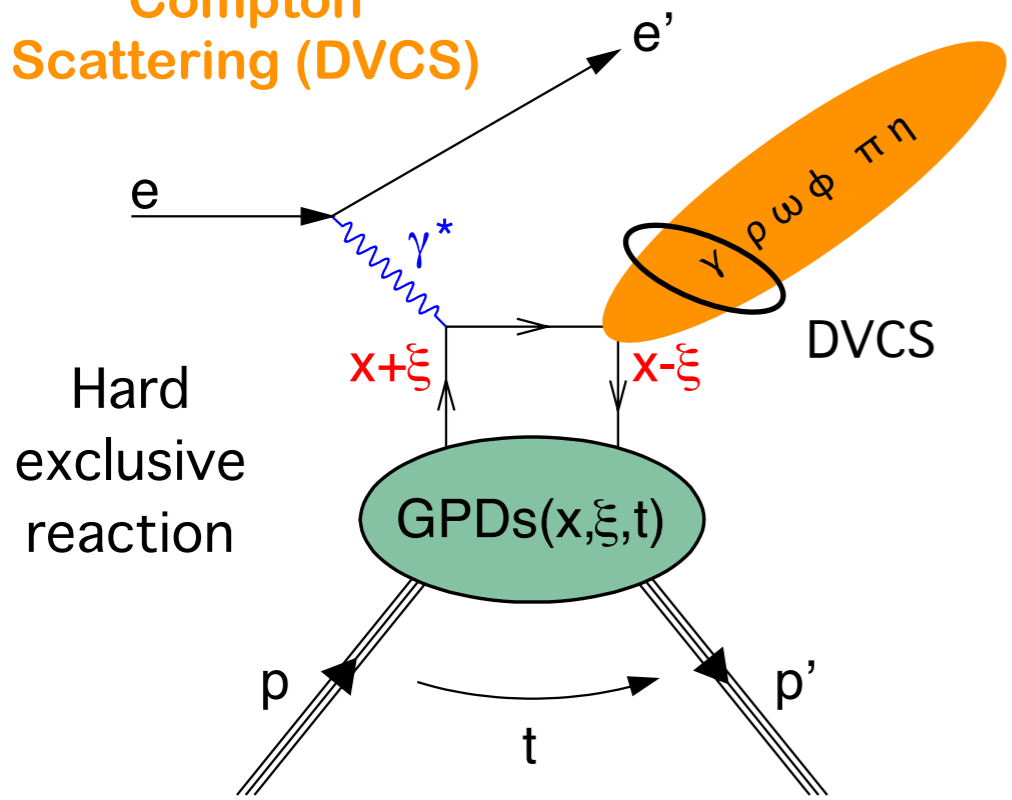 Compton
Scattering (DVCS)
e'
e
γ*
γ ρ ω ϕ π η
DVCS
x+ξ
x-ξ
Hard
exclusive
reaction
GPDs(x,ξ,t)
p
p'
t